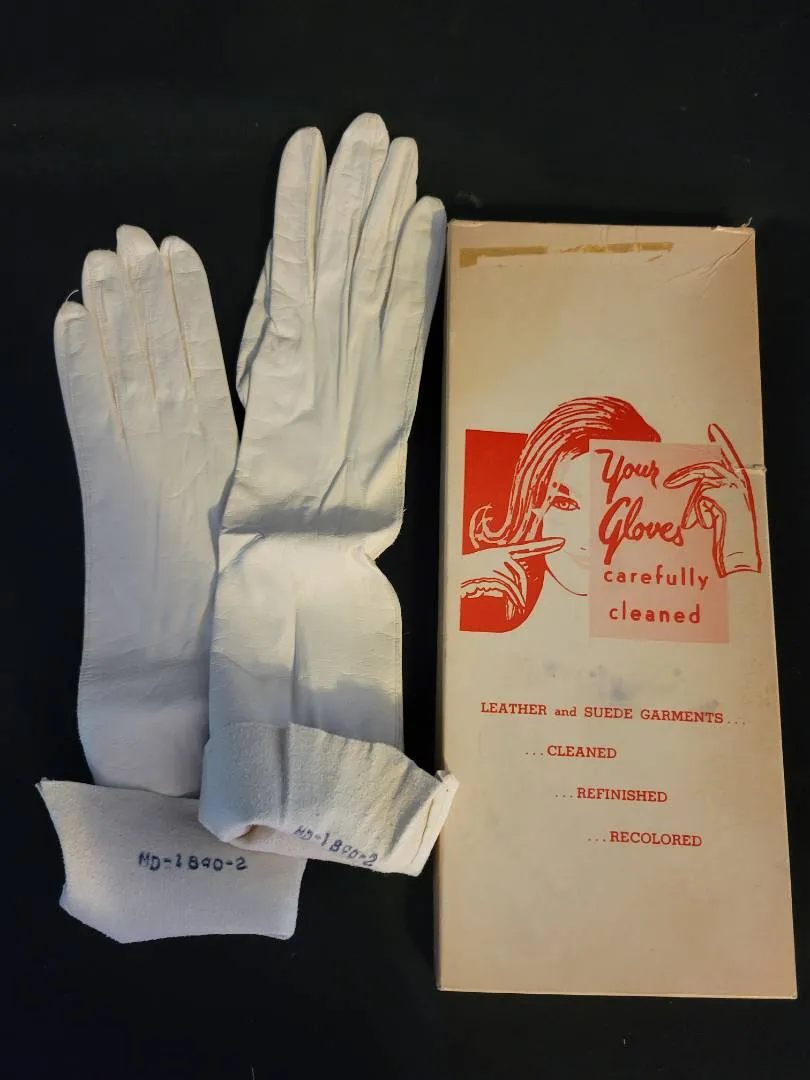 Your
Gloves
carefully
cleaned
LEATHER and SUEDE GARMENTS...
...CLEANED
...REFINISHED
...RECOLORED
MD-1890-2
MD-1890-2